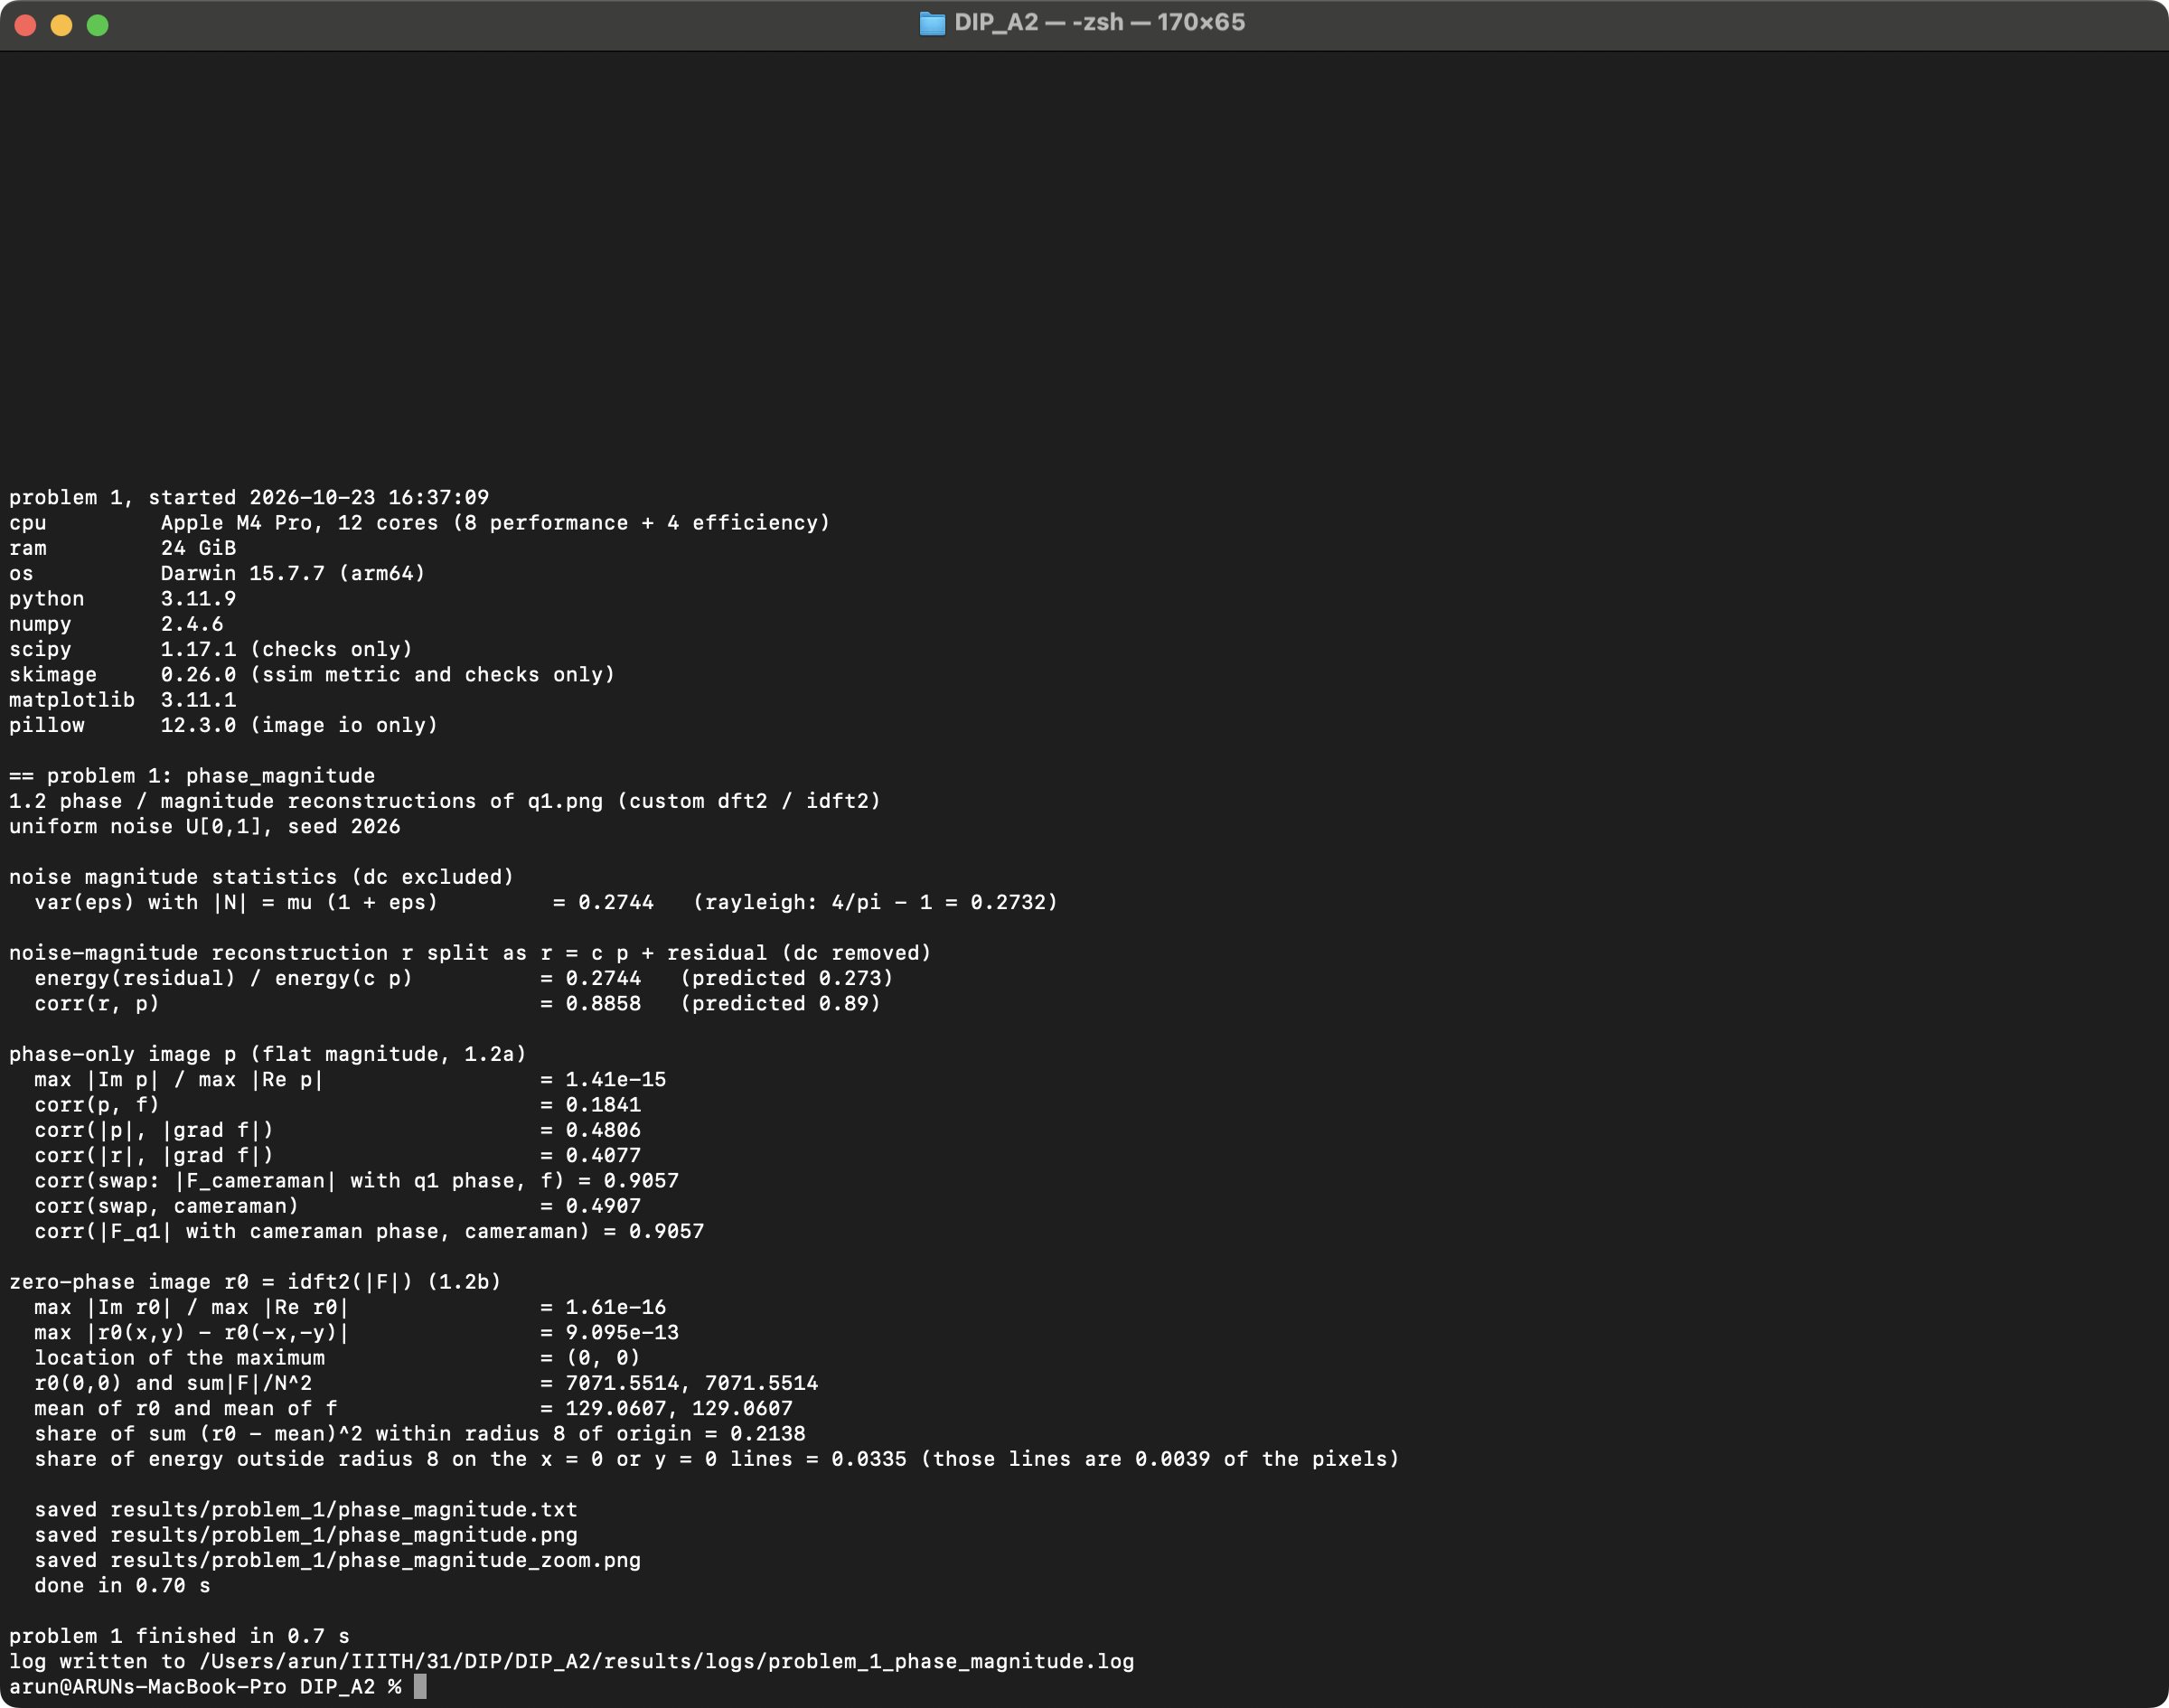 DIP_A2 — -zsh — 170×65
problem 1, started 2026-10-23 16:37:09
cpu         Apple M4 Pro, 12 cores (8 performance + 4 efficiency)
ram         24 GiB
os          Darwin 15.7.7 (arm64)
python      3.11.9
numpy       2.4.6
scipy       1.17.1 (checks only)
skimage     0.26.0 (ssim metric and checks only)
matplotlib  3.11.1
pillow      12.3.0 (image io only)
== problem 1: phase_magnitude
1.2 phase / magnitude reconstructions of q1.png (custom dft2 / idft2)
uniform noise U[0,1], seed 2026
noise magnitude statistics (dc excluded)
  var(eps) with |N| = mu (1 + eps)         = 0.2744   (rayleigh: 4/pi - 1 = 0.2732)
noise-magnitude reconstruction r split as r = c p + residual (dc removed)
  energy(residual) / energy(c p)          = 0.2744   (predicted 0.273)
  corr(r, p)                              = 0.8858   (predicted 0.89)
phase-only image p (flat magnitude, 1.2a)
  max |Im p| / max |Re p|                 = 1.41e-15
  corr(p, f)                              = 0.1841
  corr(|p|, |grad f|)                     = 0.4806
  corr(|r|, |grad f|)                     = 0.4077
  corr(swap: |F_cameraman| with q1 phase, f) = 0.9057
  corr(swap, cameraman)                   = 0.4907
  corr(|F_q1| with cameraman phase, cameraman) = 0.9057
zero-phase image r0 = idft2(|F|) (1.2b)
  max |Im r0| / max |Re r0|               = 1.61e-16
  max |r0(x,y) - r0(-x,-y)|               = 9.095e-13
  location of the maximum                 = (0, 0)
  r0(0,0) and sum|F|/N^2                  = 7071.5514, 7071.5514
  mean of r0 and mean of f                = 129.0607, 129.0607
  share of sum (r0 - mean)^2 within radius 8 of origin = 0.2138
  share of energy outside radius 8 on the x = 0 or y = 0 lines = 0.0335 (those lines are 0.0039 of the pixels)
  saved results/problem_1/phase_magnitude.txt
  saved results/problem_1/phase_magnitude.png
  saved results/problem_1/phase_magnitude_zoom.png
  done in 0.70 s
problem 1 finished in 0.7 s
log written to /Users/arun/IIITH/31/DIP/DIP_A2/results/logs/problem_1_phase_magnitude.log
arun@ARUNs-MacBook-Pro DIP_A2 %